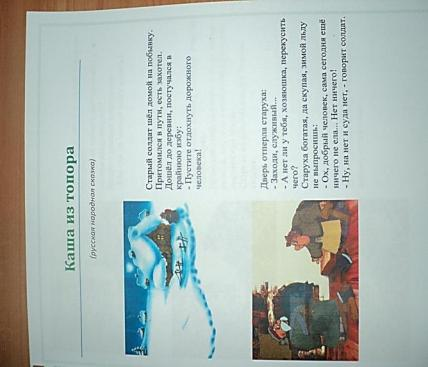 Каша из топора
(русская народная сказка)
Старый солдат шёл домой на побывку.
Притомился в пути, есть захотел.
Дошёл до деревни, постучался в
крайнюю избу:
- Пустите отдохнуть дорожного
человека!
Дверь отперла старуха:
- Заходи, служивый...
- А нет ли у тебя, хозяюшка, перекусить
чего?
Старуха богатая, да скупая, зимой льду
не выпросишь:
- Ох, добрый человек, сама сегодня ещё
ничего не ела... Нет ничего!
- Ну, на нет и суда нет, - говорит солдат.